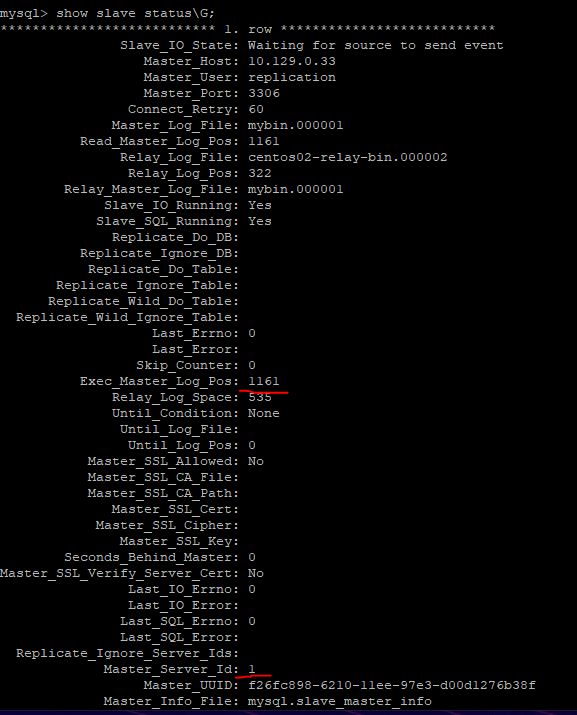 mysql> show slave status\G;
*************************** 1. row ***************************
Slave_IO_State: Waiting for source to send event
Master_Host: 10.129.0.33
Master_User: replication
Master_Port: 3306
Connect_Retry: 60
Master_Log_File: mybin.000001
Read_Master_Log_Pos: 1161
Relay_Log_File: centos02-relay-bin.000002
Relay_Log_Pos: 322
Relay_Master_Log_File: mybin.000001
Slave_IO_Running: Yes
Slave_SQL_Running: Yes
Replicate_Do_DB:
Replicate_Ignore_DB:
Replicate_Do_Table:
Replicate_Ignore_Table:
Replicate_Wild_Do_Table:
Replicate_Wild_Ignore_Table:
Last_Errno: 0
Last_Error:
Skip_Counter: 0
Exec_Master_Log_Pos: 1161
Relay_Log_Space: 535
Until_Condition: None
Until_Log_File:
Until_Log_Pos: 0
Master_SSL_Allowed: No
Master_SSL_CA_File:
Master_SSL_CA_Path:
Master_SSL_Cert:
Master_SSL_Cipher:
Master_SSL_Key:
Seconds_Behind_Master: 0
Master_SSL_Verify_Server_Cert: No
Last_IO_Errno: 0
Last_IO_Error:
Last_SQL_Errno: 0
Last_SQL_Error:
Replicate_Ignore_Server_Ids:
Master_Server_Id: 1
Master_UUID: f26fc898-6210-11ee-97e3-d00d1276b38f
Master_Info_File: mysql.slave_master_info